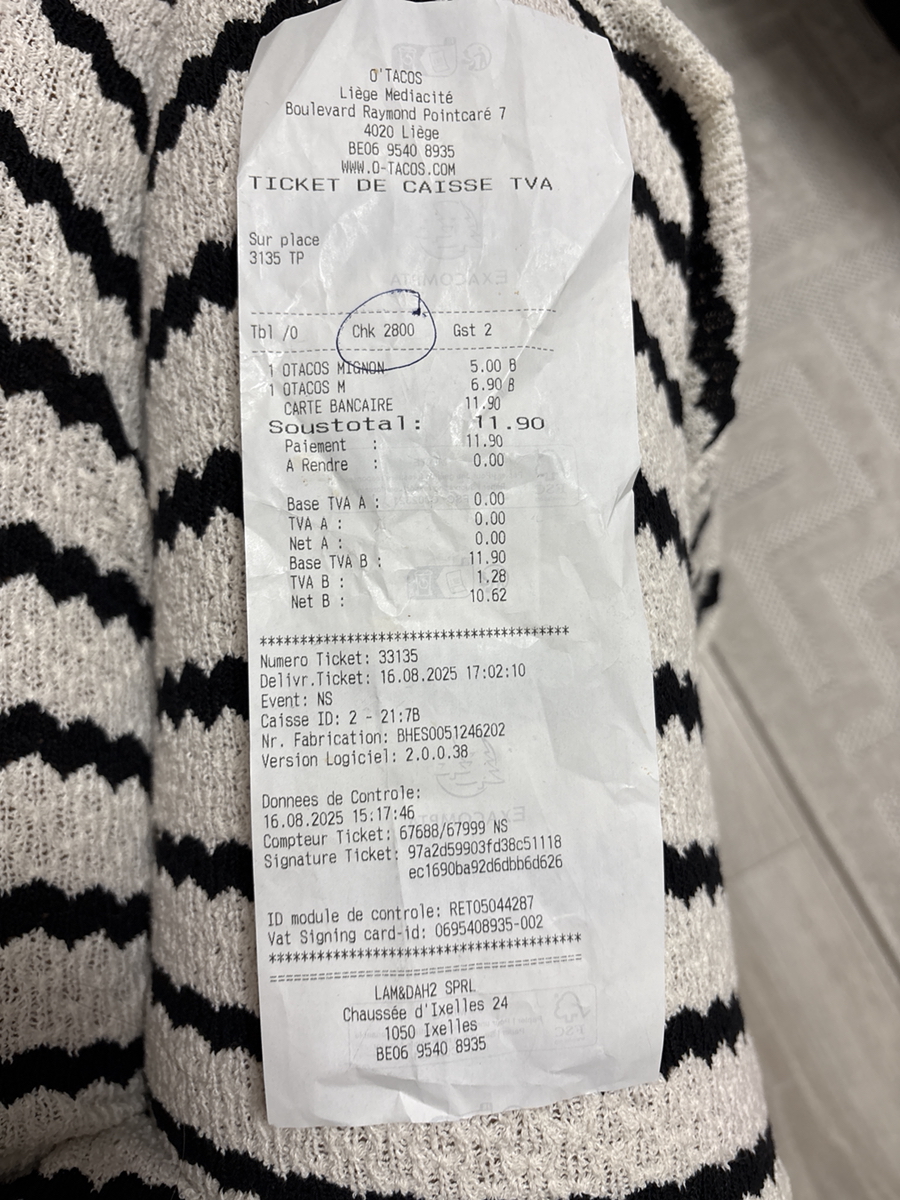 O'TACOS
Liège Mediacité
Boulevard Raymond Pointcaré 7
4020 Liège
BE06 9540 8935
WWW.O-TACOS.COM
TICKET DE CAISSE TVA
Sur place
3135 TP
Tbl /0 Chk 2800 Gst 2
1 OTACOS MIGNON 5.00 B
1 OTACOS M 6.90 B
CARTE BANCAIRE 11.90
Soustotal: 11.90
Paiement : 11.90
A Rendre : 0.00
Base TVA A : 0.00
TVA A : 0.00
Net A : 0.00
Base TVA B : 11.90
TVA B : 1.28
Net B : 10.62
***************************************
Numero Ticket: 33135
Delivr.Ticket: 16.08.2025 17:02:10
Event: NS
Caisse ID: 2 - 21:7B
Nr. Fabrication: BHES0051246202
Version Logiciel: 2.0.0.38
Donnees de Controle:
16.08.2025 15:17:46
Compteur Ticket: 67688/67999 NS
Signature Ticket: 97a2d59903fd38c51118
ec1690ba92d6dbb6d626
ID module de controle: RET05044287
Vat Signing card-id: 0695408935-002
***************************************
=======================================
LAM&DAH2 SPRL
Chaussée d'Ixelles 24
1050 Ixelles
BE06 9540 8935